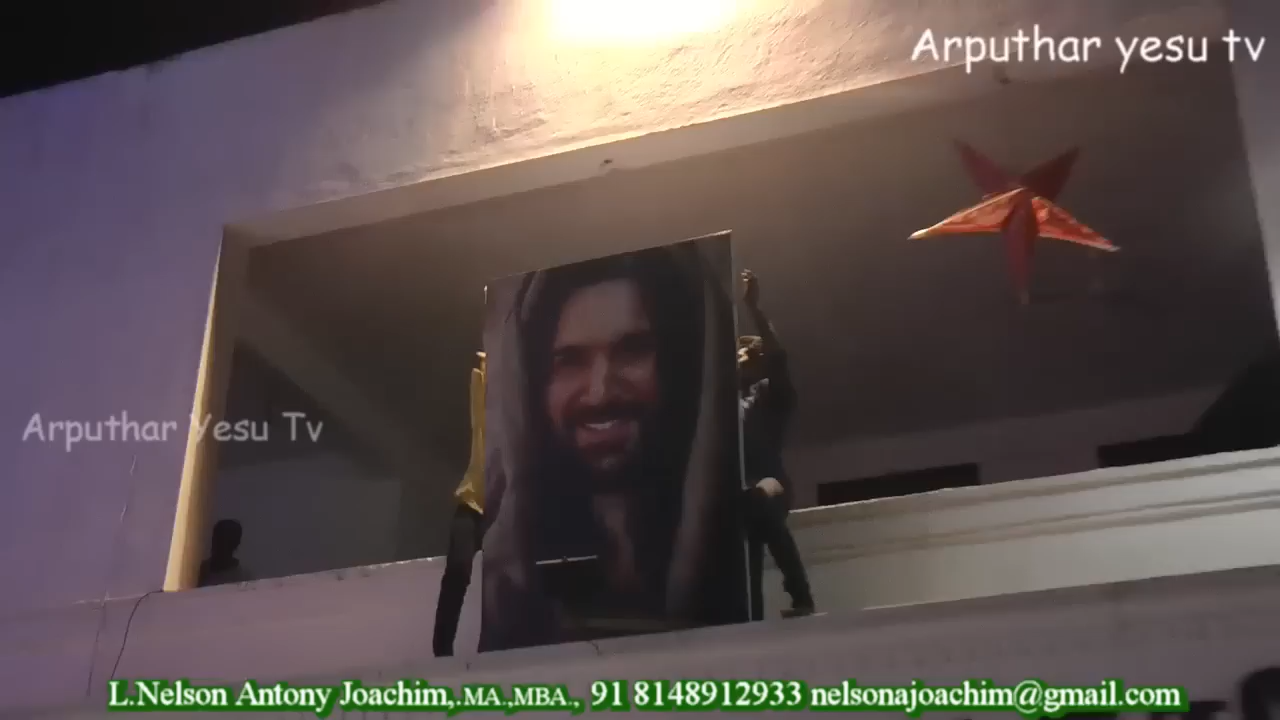 Arputhar yesu tv
Arputhar Yesu Tv
L.Nelson Antony Joachim,.MA.,MBA., 91 8148912933 nelsonajoachim@gmail.com